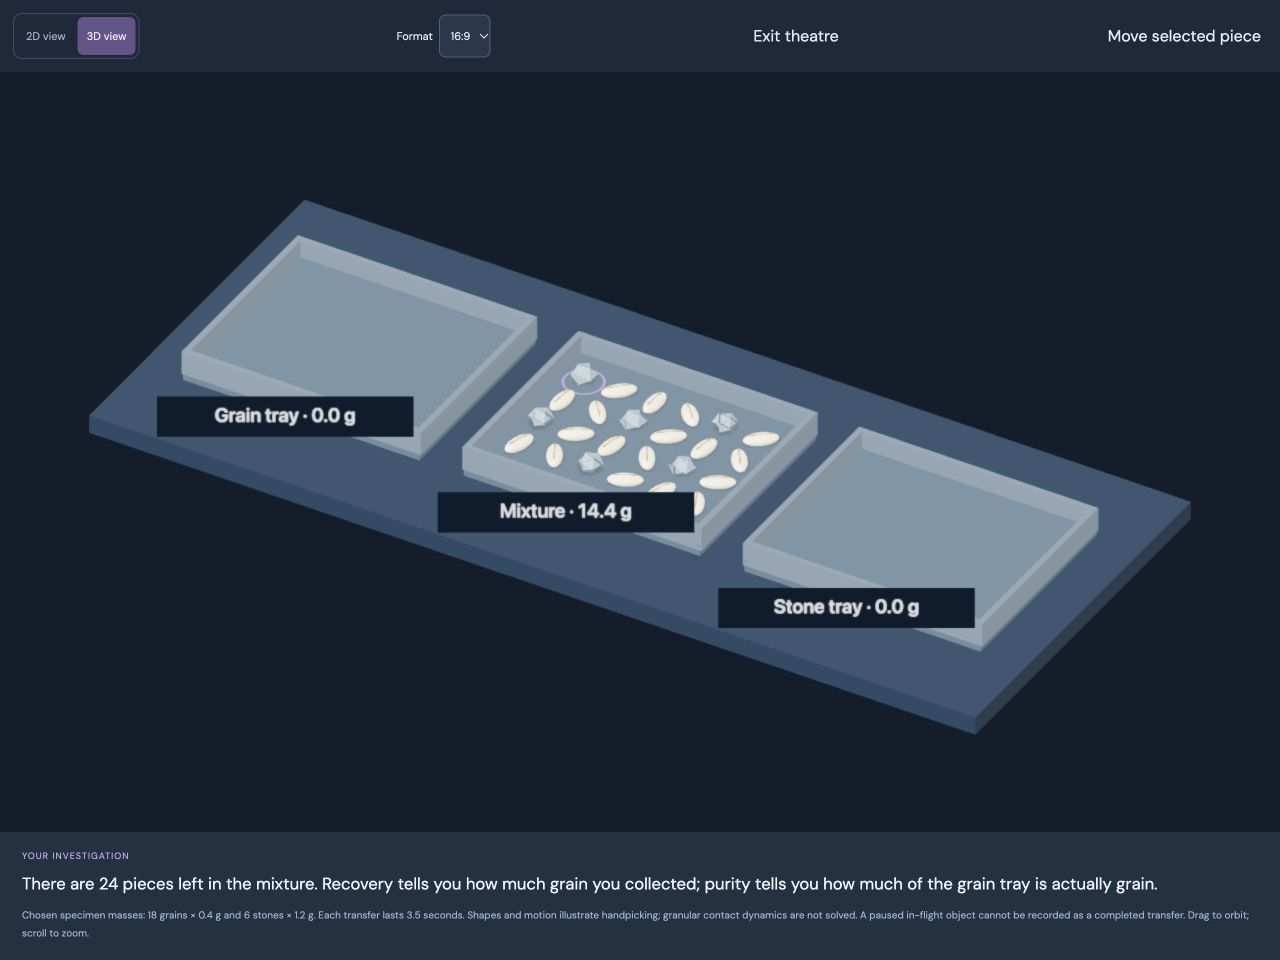 2D view
3D view
Format
16:9
Exit theatre
Move selected piece
Grain tray · 0.0 g
Mixture · 14.4 g
Stone tray · 0.0 g
YOUR INVESTIGATION
There are 24 pieces left in the mixture. Recovery tells you how much grain you collected; purity tells you how much of the grain tray is actually grain.
Chosen specimen masses: 18 grains × 0.4 g and 6 stones × 1.2 g. Each transfer lasts 3.5 seconds. Shapes and motion illustrate handpicking; granular contact dynamics are not solved. A paused in-flight object cannot be recorded as a completed transfer. Drag to orbit;
scroll to zoom.